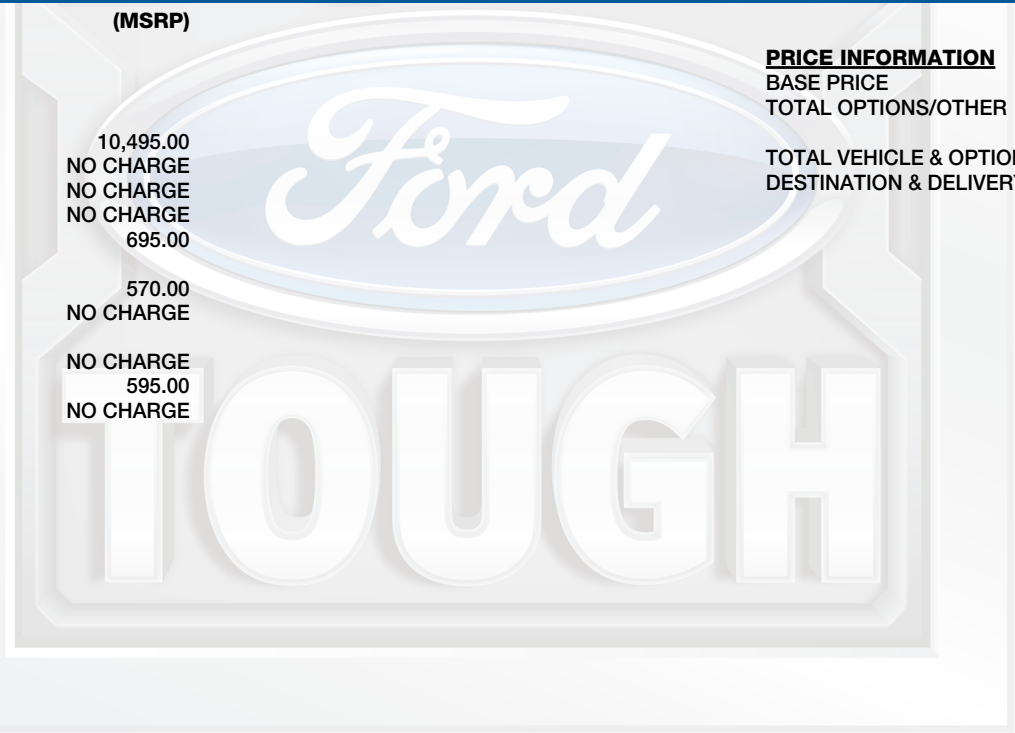 (MSRP)
10,495.00
NO CHARGE
NO CHARGE
NO CHARGE
695.00
570.00
NO CHARGE
NO CHARGE
595.00
NO CHARGE
PRICE INFORMATION
BASE PRICE
TOTAL OPTIONS/OTHER
TOTAL VEHICLE & OPTION
DESTINATION & DELIVERY
Ford
TOUGH